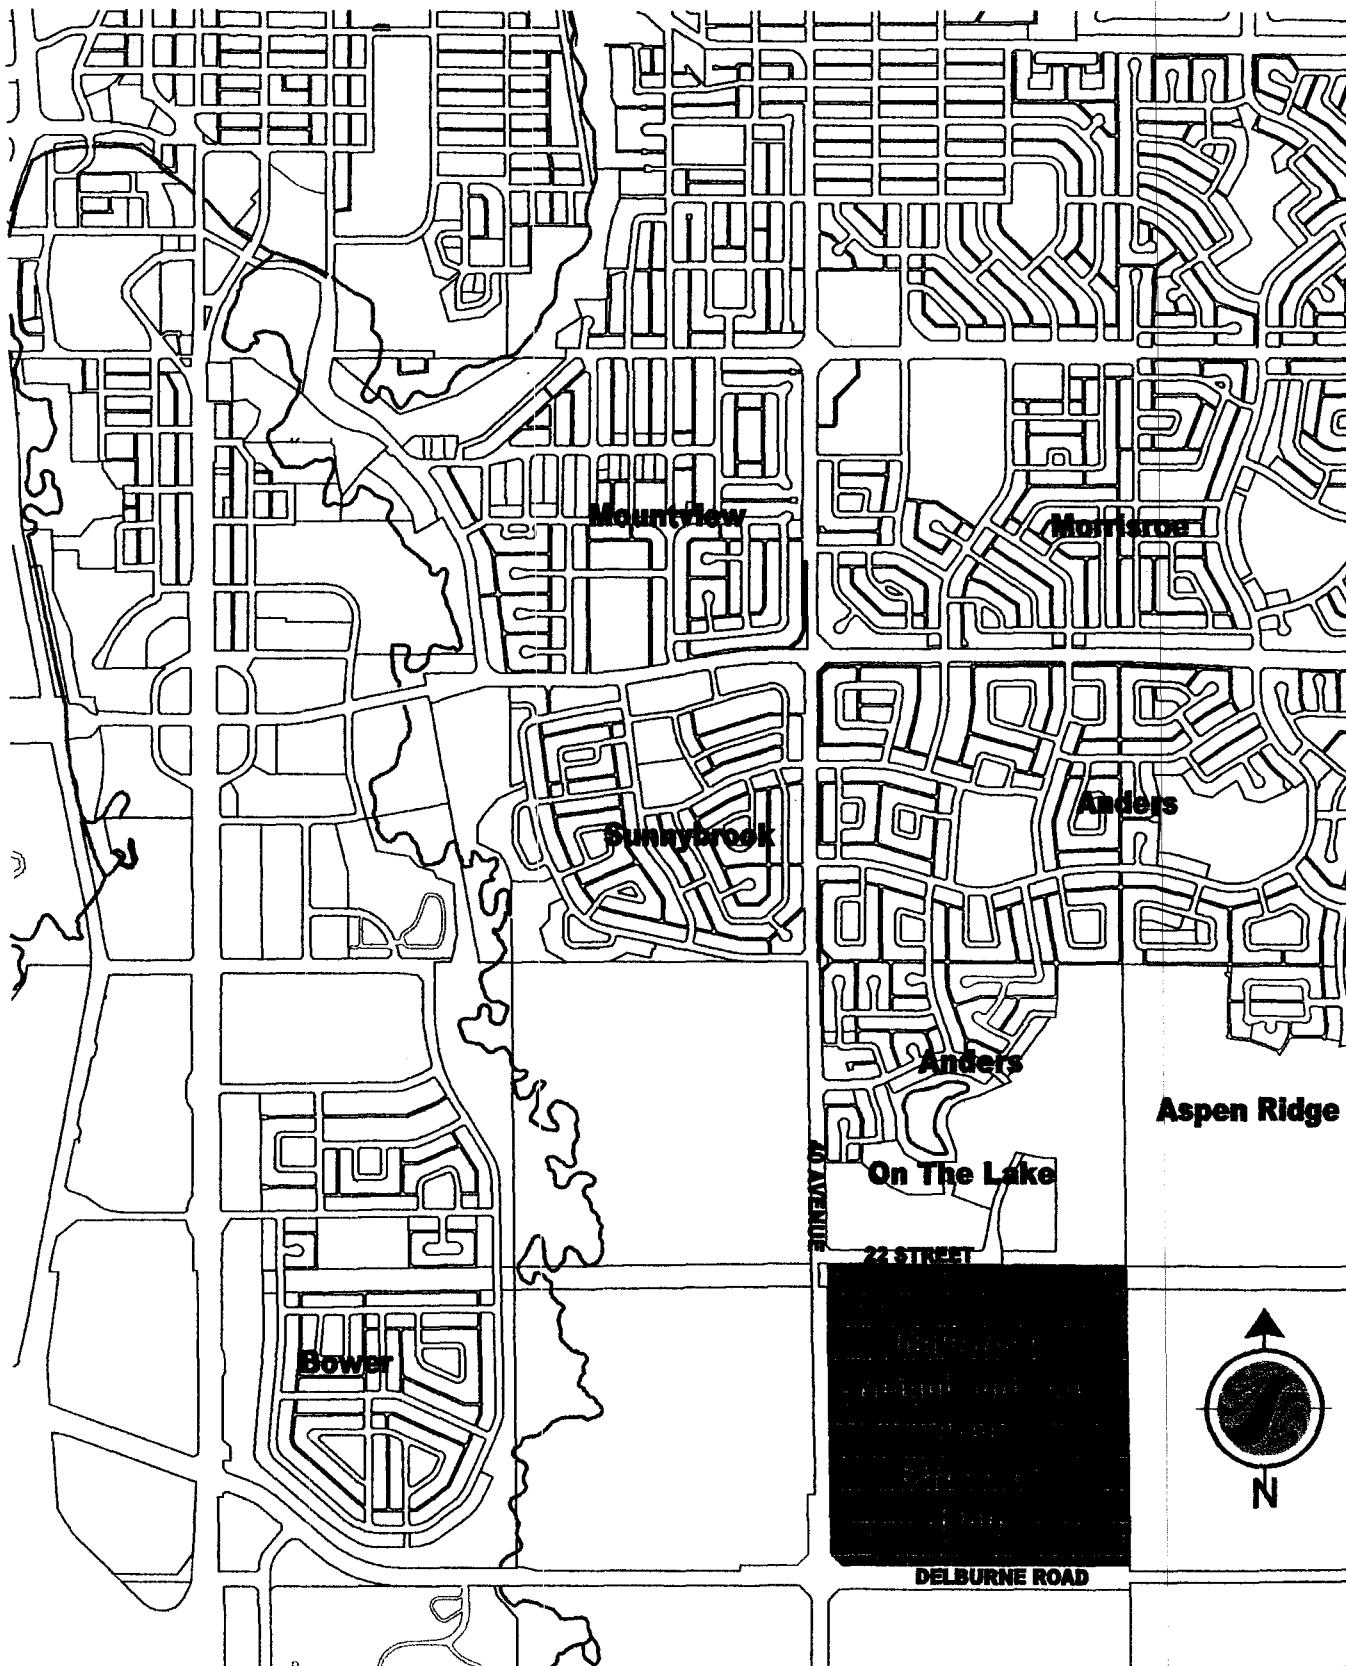 Mountview
Morrisroe
Anders
Sunnybrook
Anders
Aspen Ridge
On The Lake
40 AVENUE
22 STREET
Bower
N
DELBURNE ROAD